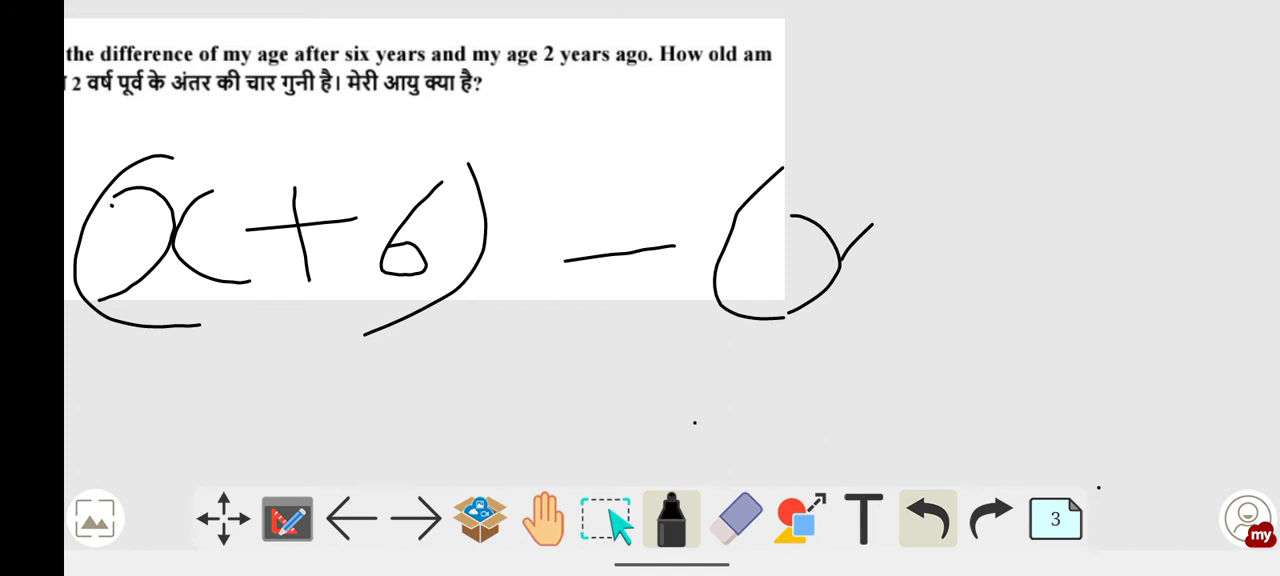 the difference of my age after six years and my age 2 years ago. How old am
2 वर्ष पूर्व के अंतर की चार गुनी है। मेरी आयु क्या है?
(x+6) - (x
T 3
my